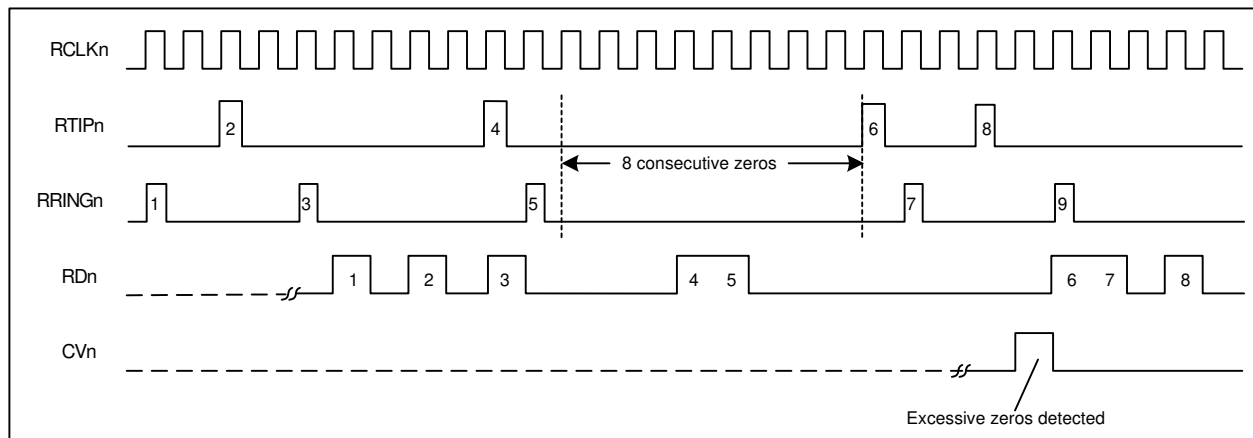 RCLKn
RTIPn
2
4
6
8
8 consecutive zeros
RRINGn
1
3
5
7
9
RDn
1
2
3
4 5
6 7
8
CVn
Excessive zeros detected